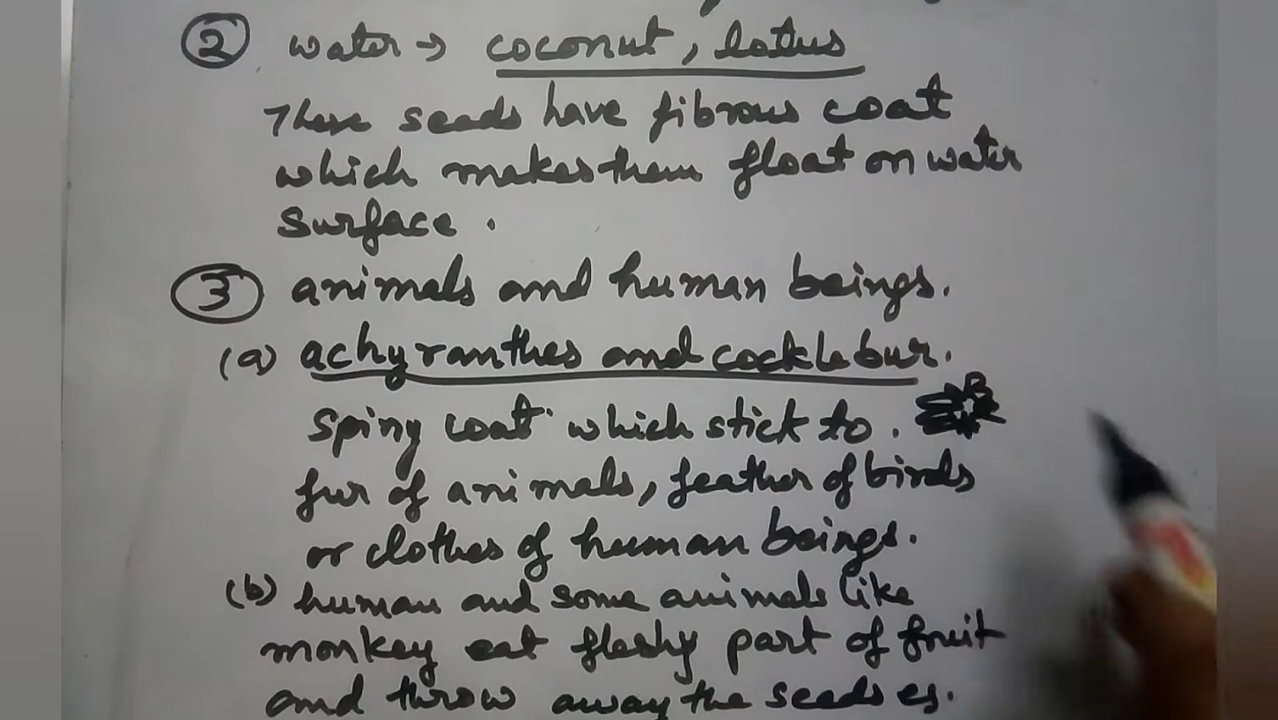 ② water → coconut, lotus
These seeds have fibrous coat
which makes them float on water
surface.
③ animals and human beings.
(a) achyranthes and cocklebur.
Spiny coat which stick to.
fur of animals, feather of birds
or clothes of human beings.
(b) human and some animals like
monkey eat fleshy part of fruit
and throw away the seeds eg.